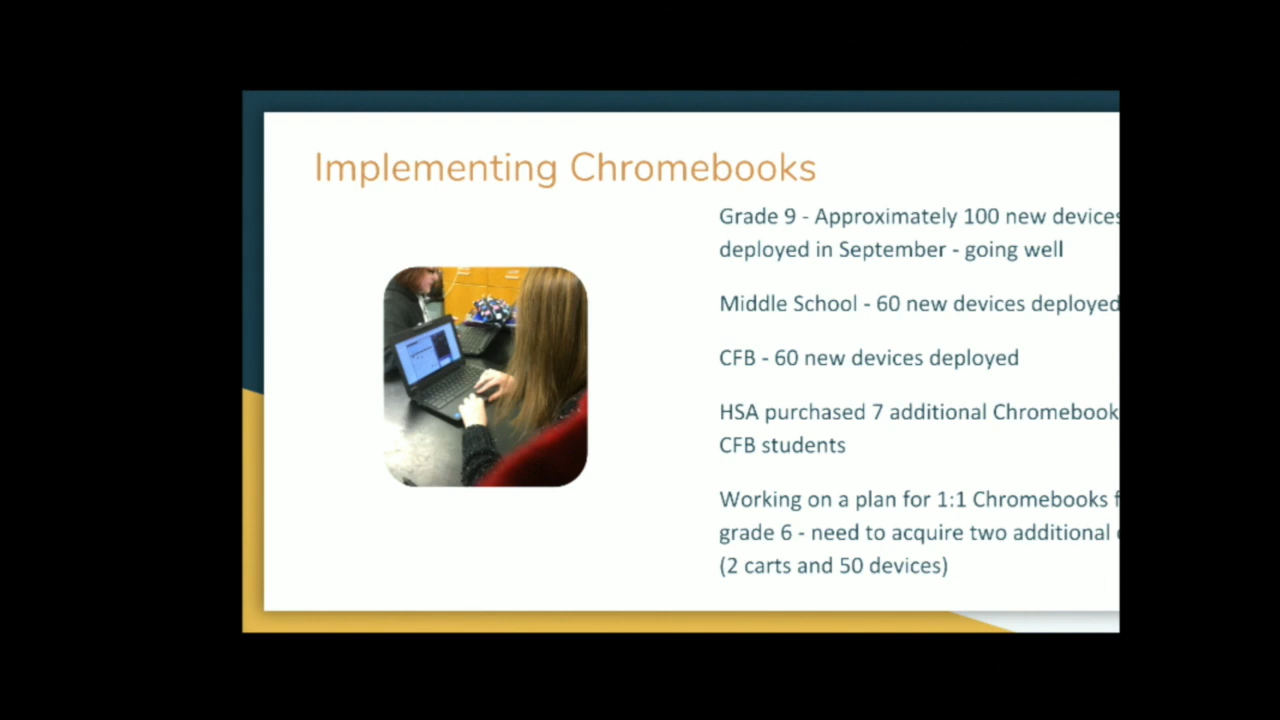 Implementing Chromebooks
Grade 9 - Approximately 100 new devices
deployed in September - going well
Middle School - 60 new devices deployed
CFB - 60 new devices deployed
HSA purchased 7 additional Chromebook
CFB students
Working on a plan for 1:1 Chromebooks
grade 6 - need to acquire two additional
(2 carts and 50 devices)